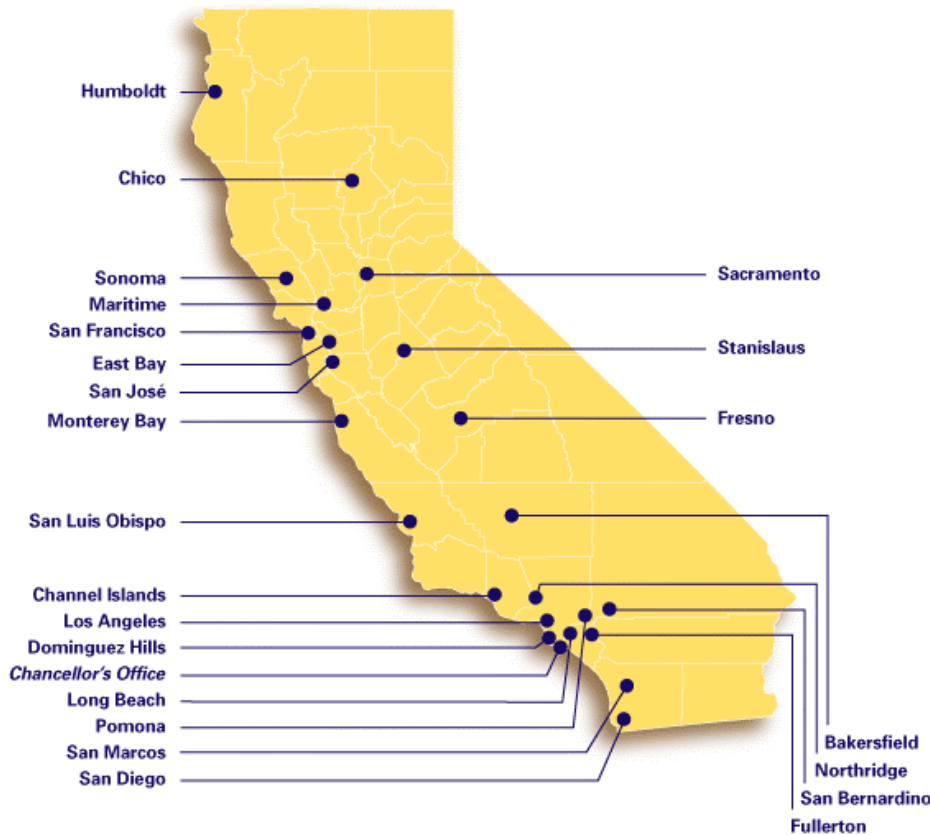 Humboldt
Chico
Sonoma
Maritime
San Francisco
East Bay
San José
Monterey Bay
San Luis Obispo
Channel Islands
Los Angeles
Dominguez Hills
Chancellor's Office
Long Beach
Pomona
San Marcos
San Diego
Sacramento
Stanislaus
Fresno
Bakersfield
Northridge
San Bernardino
Fullerton